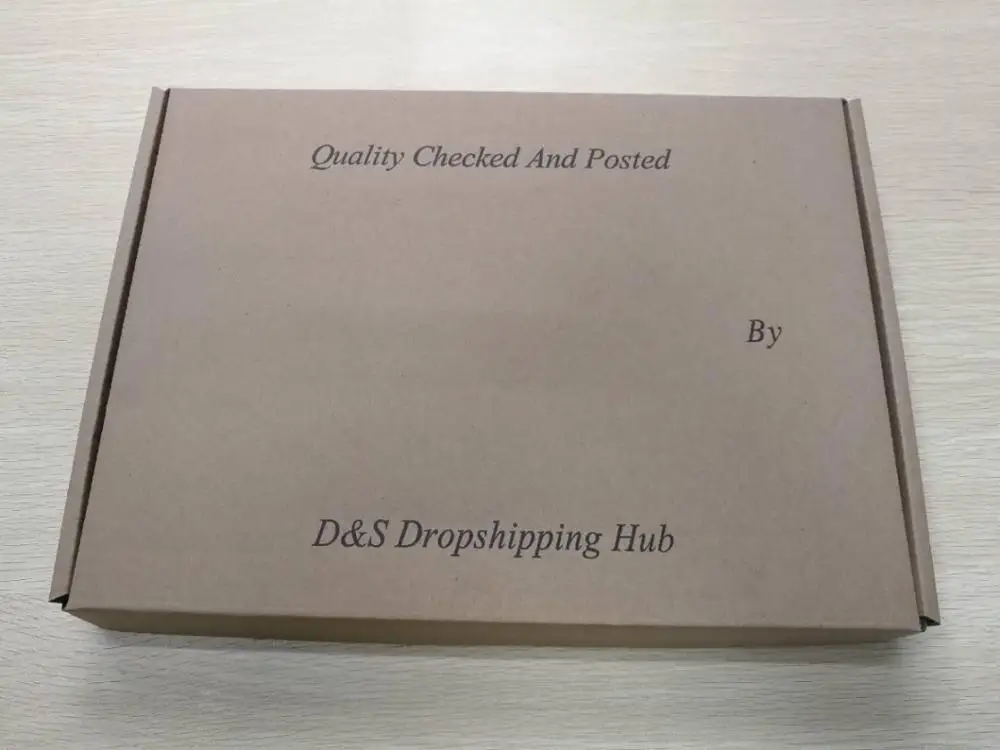 Quality Checked And Posted
By
D&S Dropshipping Hub